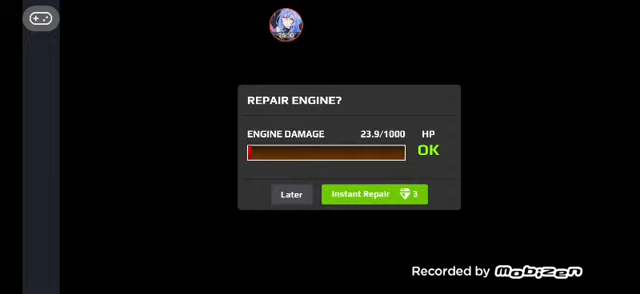 REPAIR ENGINE?
ENGINE DAMAGE 23.9/1000 HP
OK
Later Instant Repair 3
Recorded by mobizen